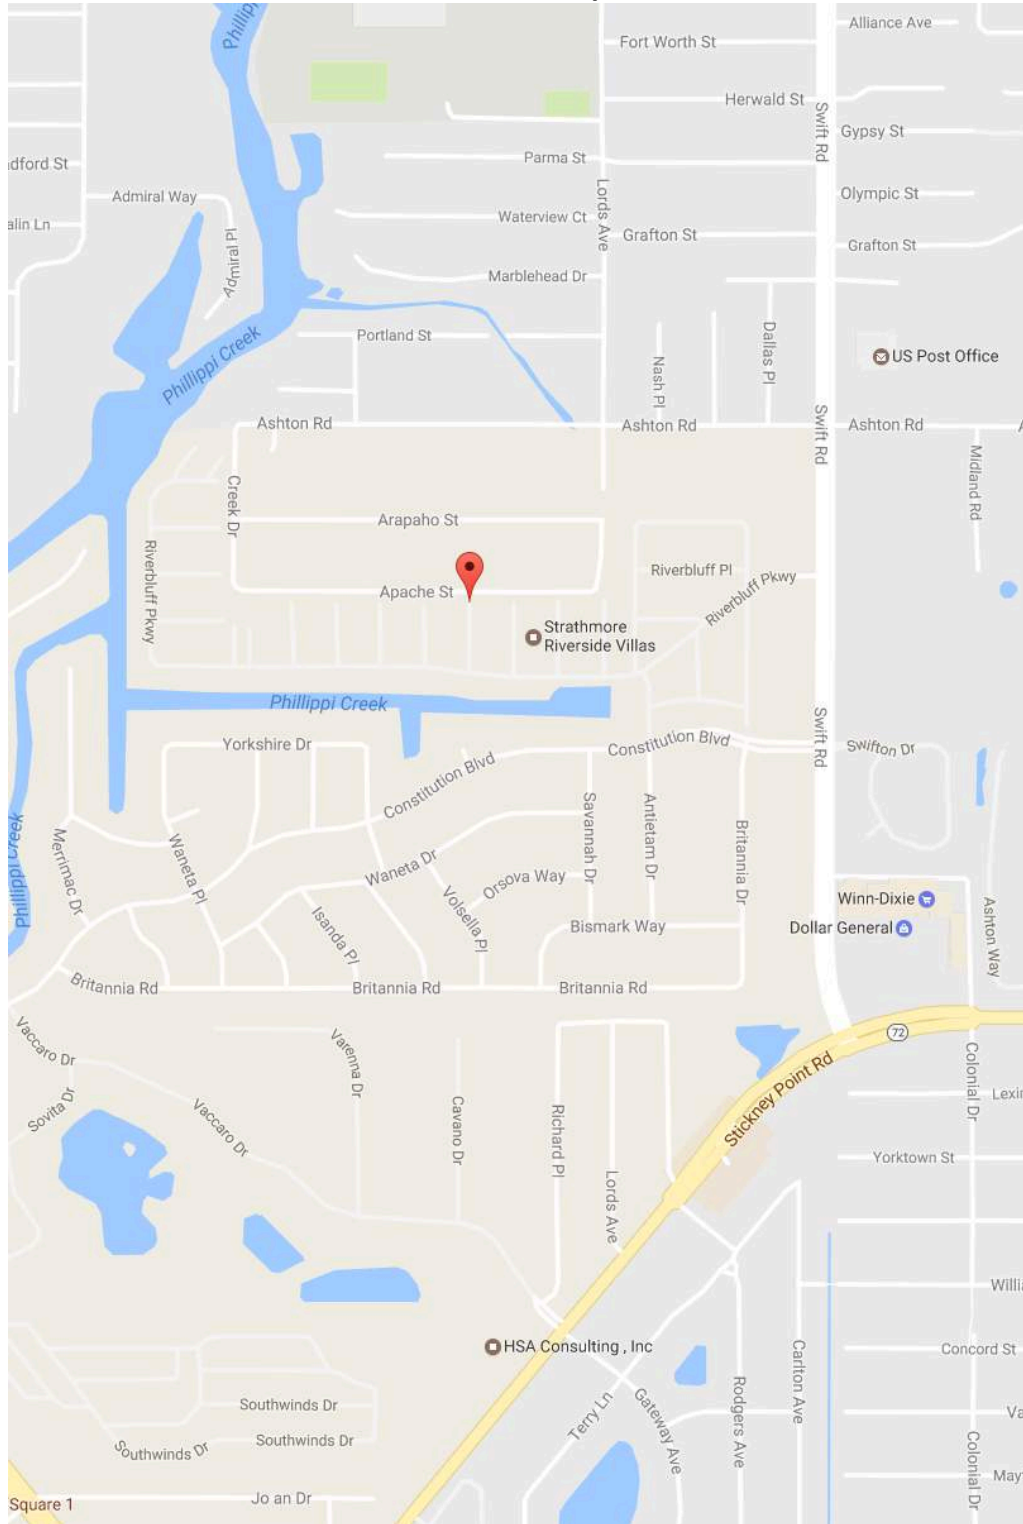 Phillip
Alliance Ave
Fort Worth St
Herwald St
Swift Rd
Gypsy St
Parma St
adford St
Admiral Way
Olympic St
Lords Ave
Waterview Ct
alin Ln
Grafton St
Grafton St
Admiral Pl
Marblehead Dr
Portland St
Phillippi Creek
Dallas Pl
US Post Office
Nash Pl
Ashton Rd
Ashton Rd
Swift Rd
Ashton Rd
A
Midland Rd
Creek Dr
Arapaho St
Riverbluff Pl
Riverbluff Pkwy
Riverbluff Pkwy
Apache St
Strathmore
Riverside Villas
Phillippi Creek
Swift Rd
Yorkshire Dr
Constitution Blvd
Swifton Dr
Constitution Blvd
Savannah Dr
Antietam Dr
Britannia Dr
Phillippi Creek
Merrimac Dr
Waneta Pl
Waneta Dr
Orsova Way
Winn-Dixie
Volsella Pl
Isanda Pl
Bismark Way
Dollar General
Ashton Way
Britannia Rd
Britannia Rd
Britannia Rd
Vaccaro Dr
Varenna Dr
72
Stickney Point Rd
Colonial Dr
Lexin
Sovita Dr
Vaccaro Dr
Cavano Dr
Richard Pl
Yorktown St
Lords Ave
Willi
HSA Consulting , Inc
Concord St
Carlton Ave
Rodgers Ave
Terry Ln
Gateway Ave
Southwinds Dr
Va
Southwinds Dr
Southwinds Dr
Colonial Dr
May
Jo an Dr
Square 1